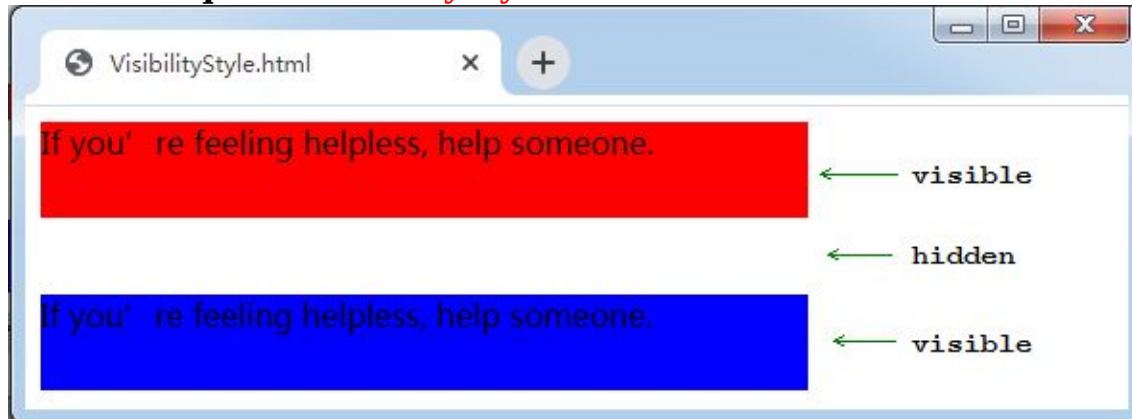 VisibilityStyle.html
If you’ re feeling helpless, help someone.
visible
hidden
If you’ re feeling helpless, help someone.
visible